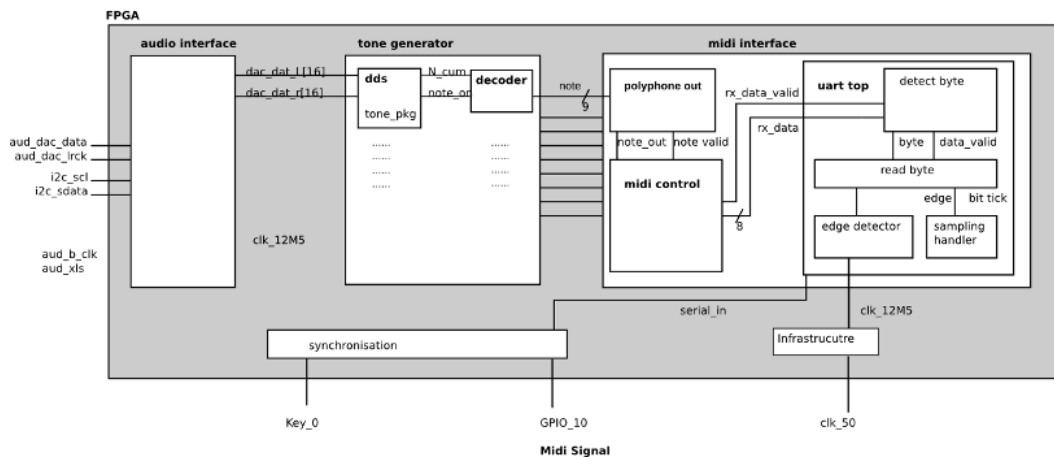 FPGA
audio interface
tone generator
midi interface
dac_dat_l [16]
dac_dat_r[16]
dds
tone_pkg
N_cum
note_on
decoder
note
9
polyphone out
note_out
note valid
midi control
rx_data_valid
rx_data
8
uart top
detect byte
byte
data_valid
read byte
edge
bit tick
edge detector
sampling
handler
......
......
......
......
......
......
......
......
aud_dac_data
aud_dac_lrck
i2c_scl
i2c_sdata
aud_b_clk
aud_xls
clk_12M5
serial_in
clk_12M5
synchronisation
Infrastrucutre
Key_0
GPIO_10
clk_50
Midi Signal